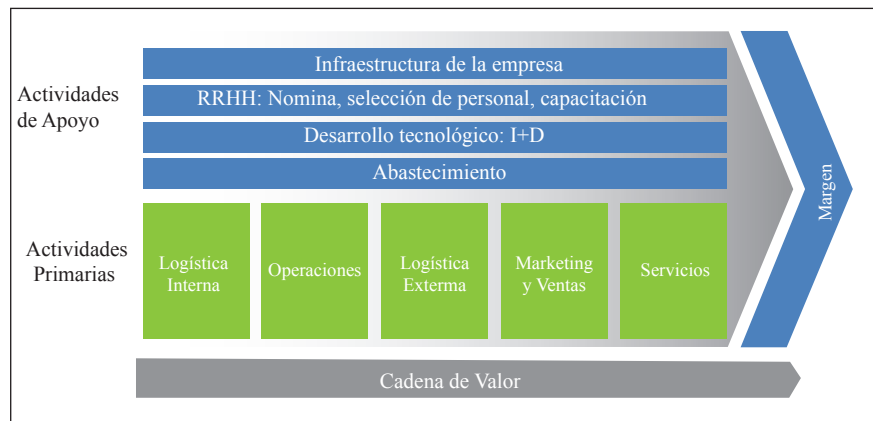 Actividades
de Apoyo
Infraestructura de la empresa
RRHH: Nomina, selección de personal, capacitación
Desarrollo tecnológico: I+D
Abastecimiento
Actividades
Primarias
Logística
Interna
Operaciones
Logística
Exterma
Marketing
y Ventas
Servicios
Margen
Cadena de Valor